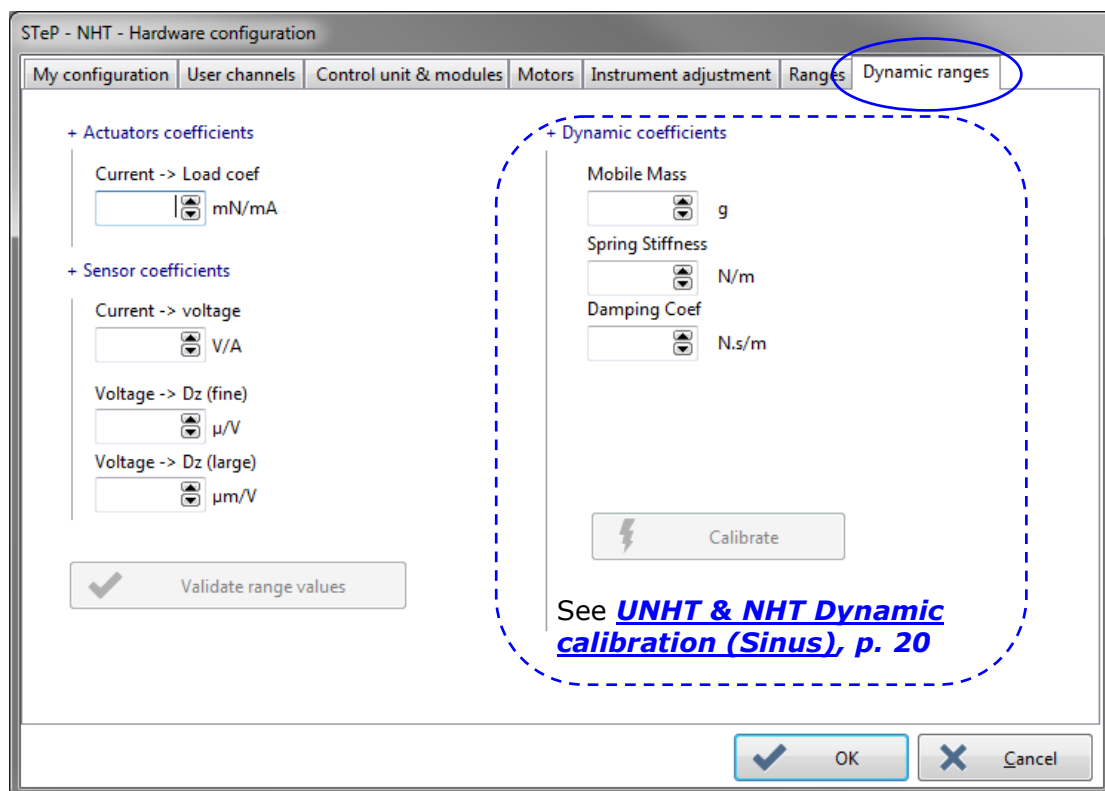 STeP - NHT - Hardware configuration
My configuration User channels Control unit & modules Motors Instrument adjustment Ranges Dynamic ranges
+ Actuators coefficients
Current -> Load coef
mN/mA
+ Sensor coefficients
Current -> voltage
V/A
Voltage -> Dz (fine)
µ/V
Voltage -> Dz (large)
µm/V
Validate range values
+ Dynamic coefficients
Mobile Mass
g
Spring Stiffness
N/m
Damping Coef
N.s/m
Calibrate
See UNHT & NHT Dynamic
calibration (Sinus), p. 20
OK Cancel